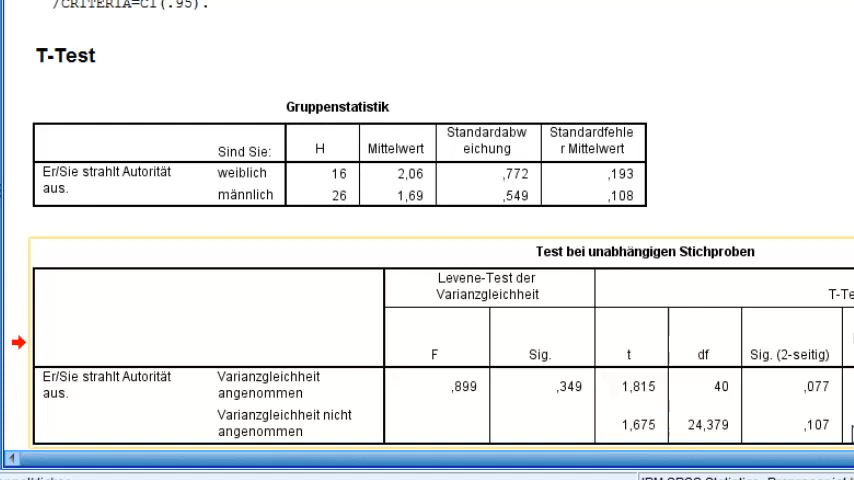 /CRITERIA=CI(.95).
T-Test
Gruppenstatistik
Sind Sie: H Mittelwert Standardabw
eichung Standardfehle
r Mittelwert
Er/Sie strahlt Autorität
aus. weiblich 16 2,06 ,772 ,193
männlich 26 1,69 ,549 ,108
Test bei unabhängigen Stichproben
Levene-Test der
Varianzgleichheit T-Te
F Sig. t df Sig. (2-seitig)
Er/Sie strahlt Autorität
aus. Varianzgleichheit
angenommen ,899 ,349 1,815 40 ,077
Varianzgleichheit nicht
angenommen 1,675 24,379 ,107